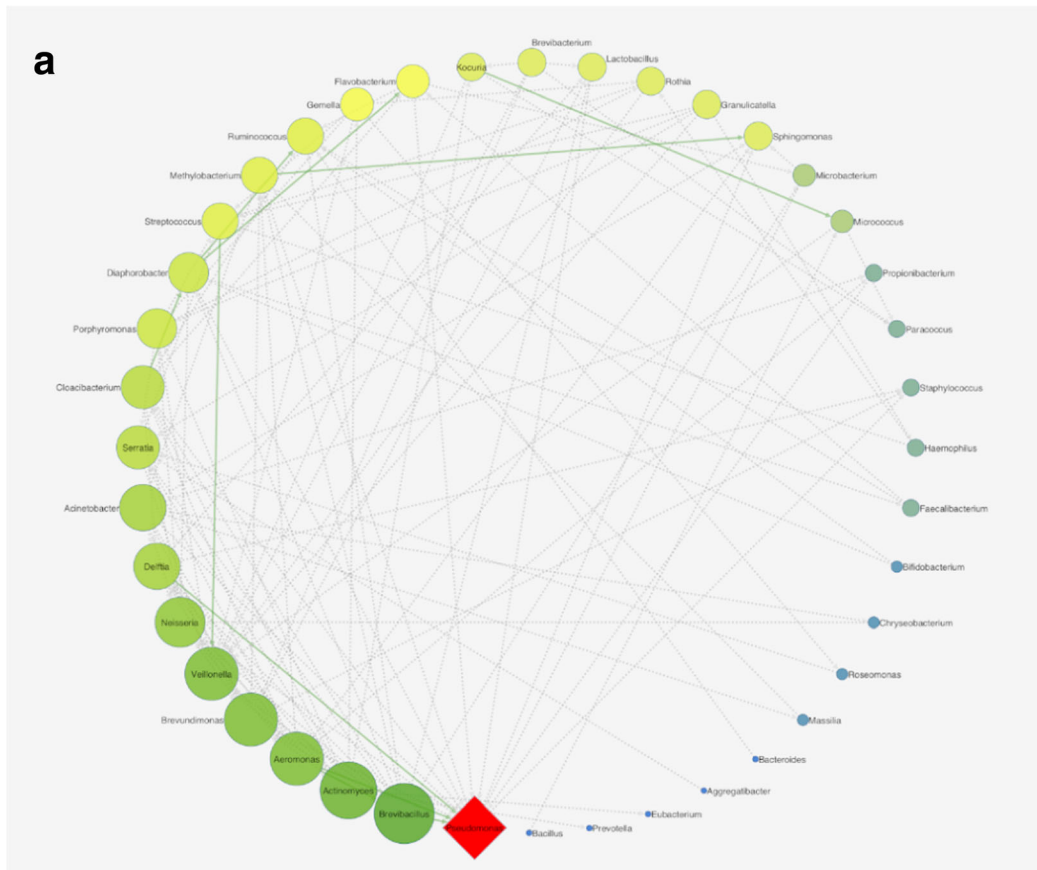 a
Brevibacterium
Lactobacillus
Kocuria
Flavobacterium
Rothia
Gemella
Granulicatella
Ruminococcus
Sphingomonas
Methylobacterium
Microbacterium
Streptococcus
Micrococcus
Diaphorobacter
Propionibacterium
Porphyromonas
Paracoccus
Cloacibacterium
Staphylococcus
Serratia
Haemophilus
Acinetobacter
Faecalibacterium
Delftia
Bifidobacterium
Neisseria
Chryseobacterium
Veillonella
Roseomonas
Brevundimonas
Massilia
Aeromonas
Bacteroides
Actinomyces
Aggregatibacter
Brevibacillus
Eubacterium
Pseudomonas
Prevotella
Bacillus